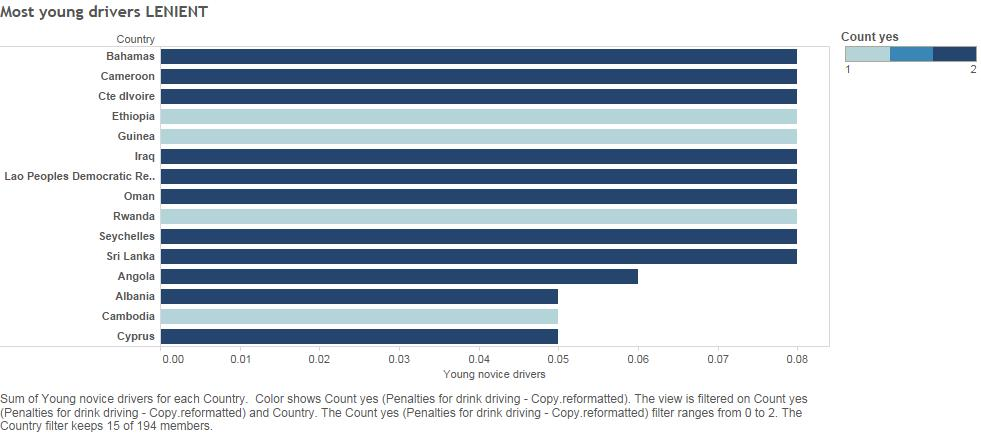 Most young drivers LENIENT
Country
Bahamas
Cameroon
Cte dIvoire
Ethiopia
Guinea
Iraq
Lao Peoples Democratic Re..
Oman
Rwanda
Seychelles
Sri Lanka
Angola
Albania
Cambodia
Cyprus
0.00 0.01 0.02 0.03 0.04 0.05 0.06 0.07 0.08
Young novice drivers
Count yes
1 2
Sum of Young novice drivers for each Country.  Color shows Count yes (Penalties for drink driving - Copy.reformatted). The view is filtered on Count yes
(Penalties for drink driving - Copy.reformatted) and Country. The Count yes (Penalties for drink driving - Copy.reformatted) filter ranges from 0 to 2. The
Country filter keeps 15 of 194 members.